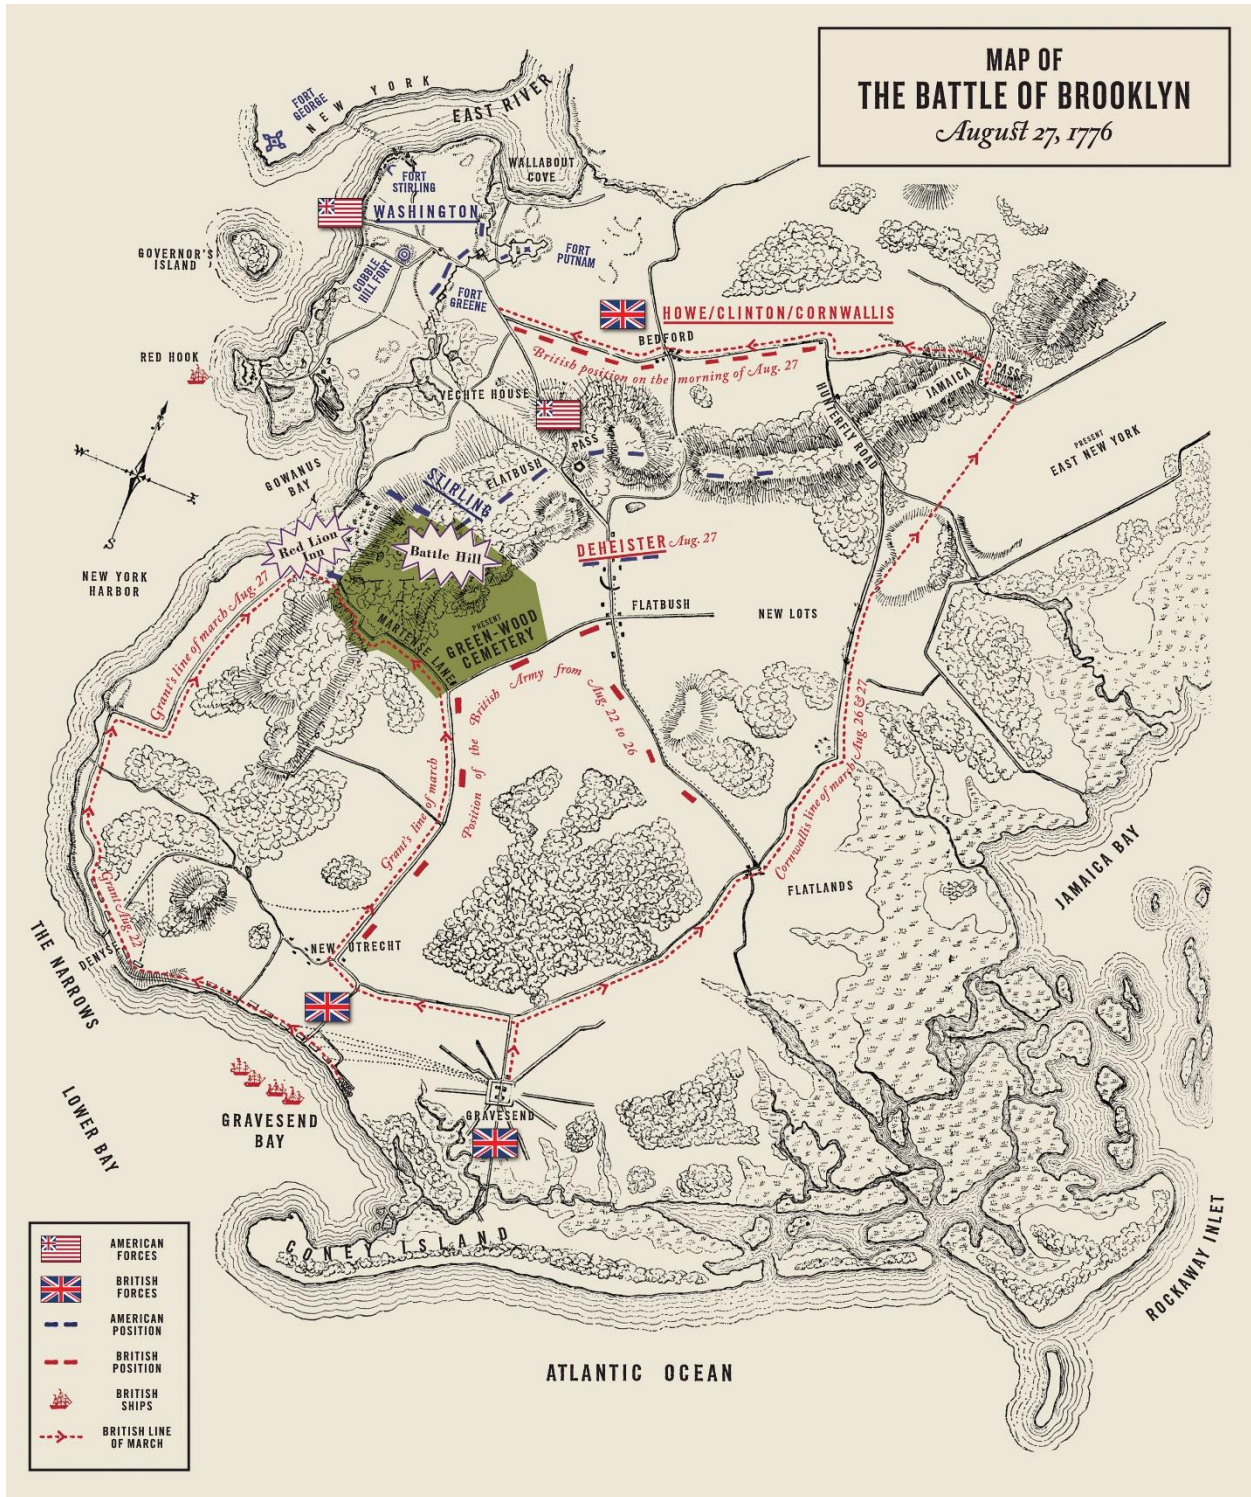 MAP OF
THE BATTLE OF BROOKLYN
August 27, 1776
FORT
GEORGE
NEW YORK
EAST RIVER
Ferry
WALLABOUT
COVE
FORT
STIRLING
WASHINGTON
GOVERNOR'S
ISLAND
COBBLE
HILL FORT
FORT
PUTNAM
FORT
GREENE
HOWE/CLINTON/CORNWALLIS
BEDFORD
British position on the morning of Aug. 27
RED HOOK
VECHTE HOUSE
JAMAICA
PASS
HUTTERFLY ROAD
PASS
FLATBUSH
PRESENT
EAST NEW YORK
N
W
E
S
GOWANUS
BAY
STIRLING
Red Lion
Inn
Battle Hill
DEHEISTER Aug. 27
NEW YORK
HARBOR
FLATBUSH
NEW LOTS
MARTENSE LANE
PRESENT
GREEN-WOOD
CEMETERY
Grant's line of march Aug. 27
Position of the British Army from Aug. 22 to 26
Grant's line of march
Cornwallis line of march Aug. 26 & 27
FLATLANDS
JAMAICA BAY
Grant Aug. 22
DENYS
THE NARROWS
NEW UTRECHT
GRAVESEND
BAY
GRAVESEND
LOWER BAY
CONEY ISLAND
ROCKAWAY INLET
ATLANTIC OCEAN
AMERICAN
FORCES
BRITISH
FORCES
AMERICAN
POSITION
BRITISH
POSITION
BRITISH
SHIPS
BRITISH LINE
OF MARCH